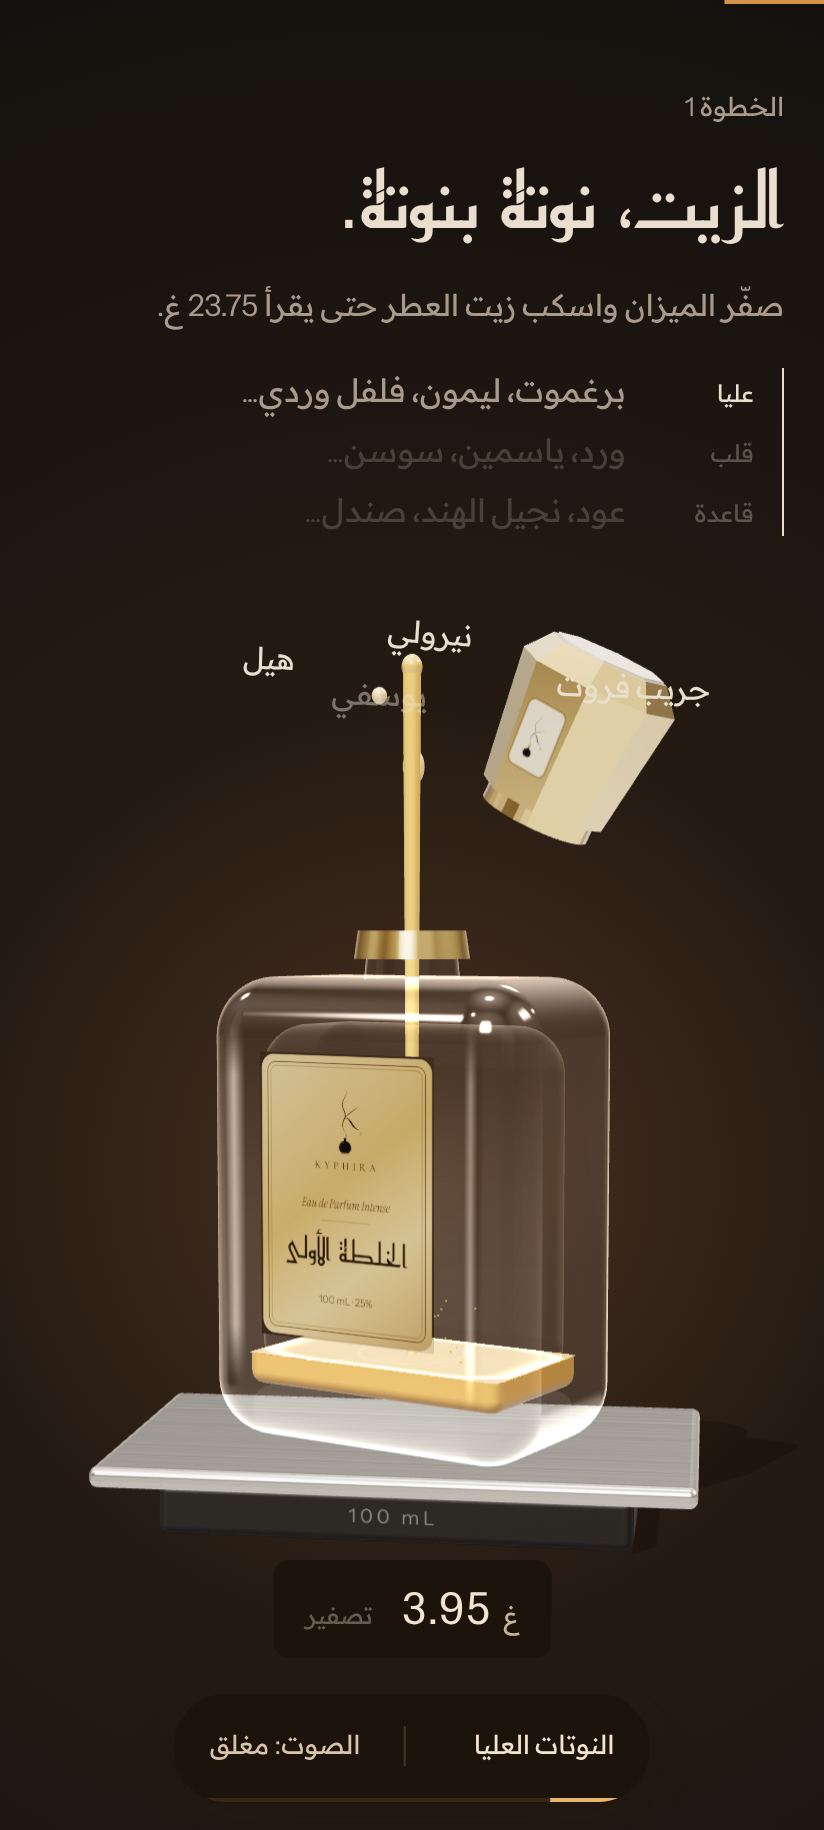 الخطوة 1
الزيت، نوتة بنوتة.
صفّر الميزان واسكب زيت العطر حتى يقرأ 23.75 غ.
عليا برغموت، ليمون، فلفل وردي...
قلب ورد، ياسمين، سوسن...
قاعدة عود، نجيل الهند، صندل...
نيرولي
هيل
جريب فروت
يوسفي
KYPHIRA
Eau de Parfum Intense
الخلطة الأولى
100 mL · 25%
100 mL
غ 3.95 تصفير
النوتات العليا | الصوت: مغلق